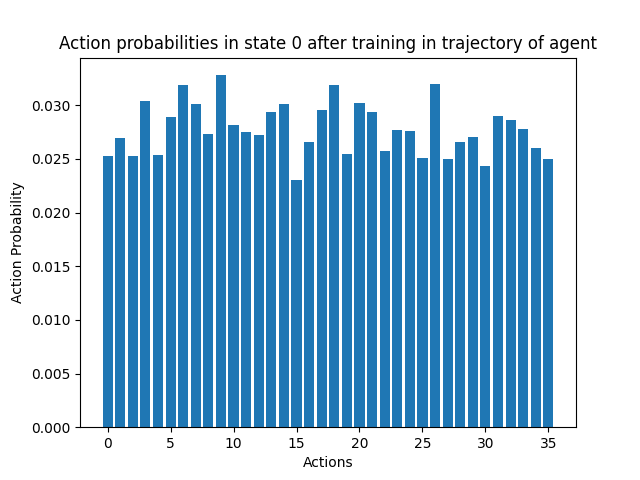 Action probabilities in state 0 after training in trajectory of agent
0.030
0.025
0.020
0.015
0.010
0.005
0.000
Action Probability
0 5 10 15 20 25 30 35
Actions